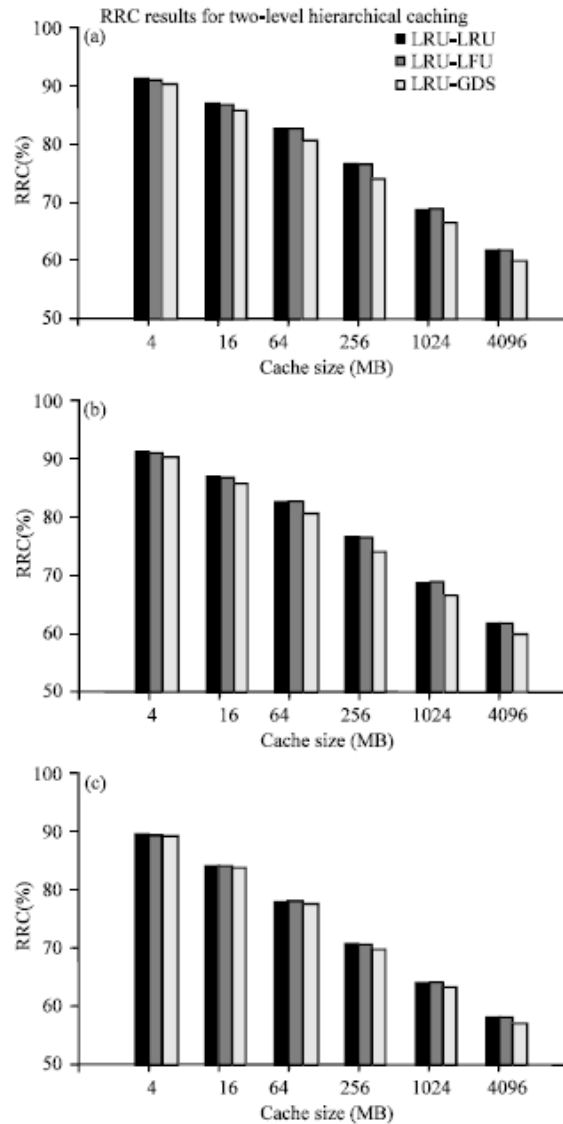 RRC results for two-level hierarchical caching
(a)
LRU-LRU
LRU-LFU
LRU-GDS
100
90
80
70
60
50
RRC(%)
4 16 64 256 1024 4096
Cache size (MB)
(b)
100
90
80
70
60
50
RRC(%)
4 16 64 256 1024 4096
Cache size (MB)
(c)
100
90
80
70
60
50
RRC(%)
4 16 64 256 1024 4096
Cache size (MB)